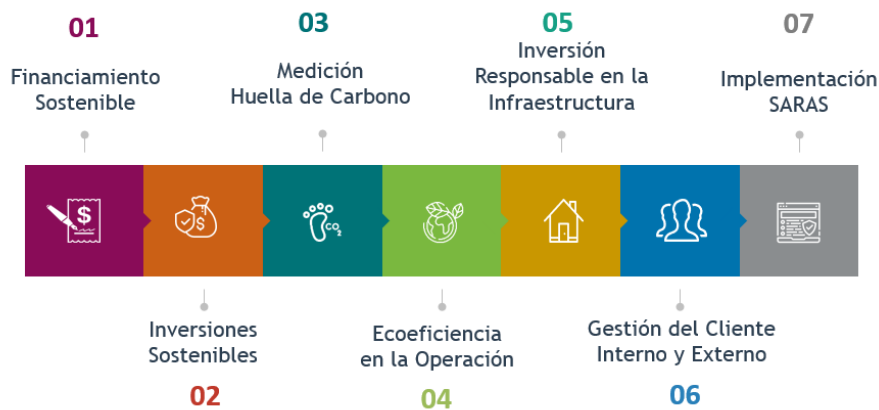 01
Financiamiento
Sostenible
03
Medición
Huella de Carbono
05
Inversión
Responsable en la
Infraestructura
07
Implementación
SARAS
$
$
CO2
Inversiones
Sostenibles
02
Ecoeficiencia
en la Operación
04
Gestión del Cliente
Interno y Externo
06